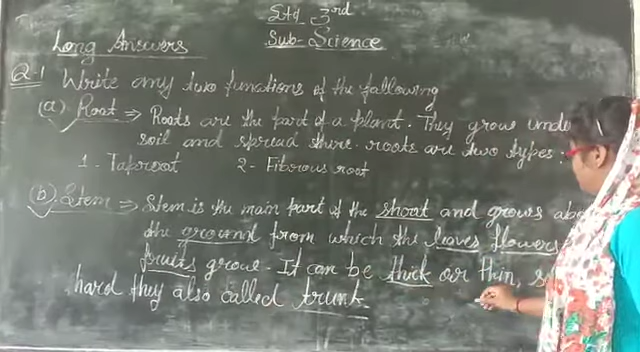 Std 3rd
Long Answers Sub- Science
Q-1 Write any two funations of the following
(a) Root ⇒ Roots are the part of a plant. They grow unde
soil and spread there. roots are two types.
1- Taproot 2- Fibrous root
(b) Stem ⇒ Stem is the main part of the shoot and grows abo
the ground from which the leaves flowers
fruits grow. It can be thick or thin, s
hard they also called trunk.